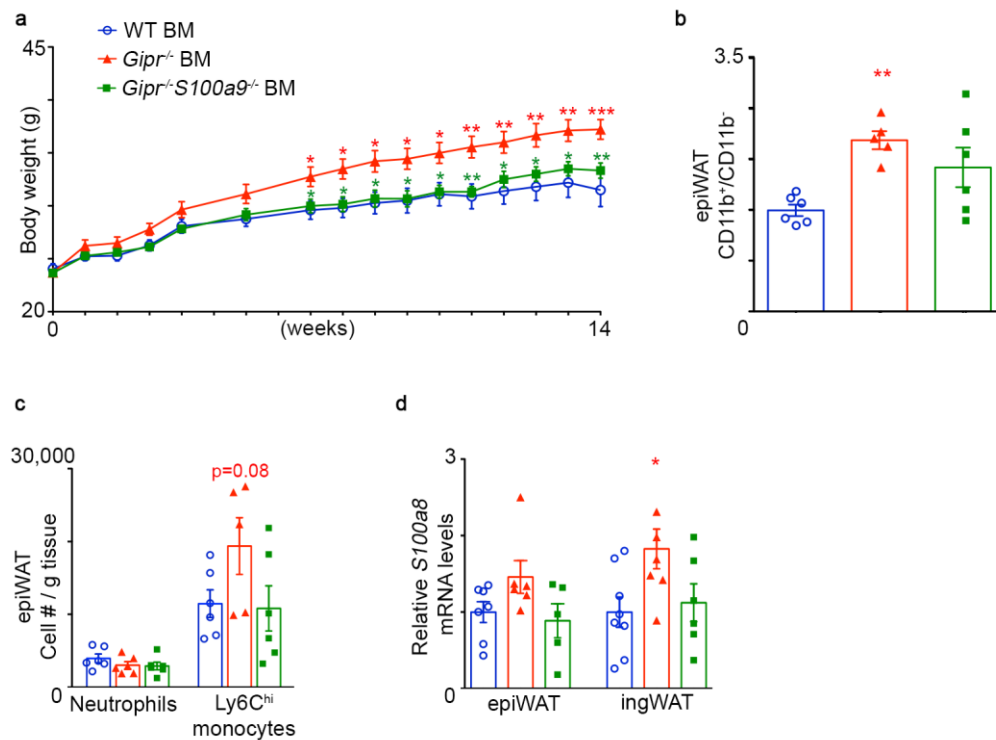 a
WT BM
Gipr-/- BM
Gipr-/-S100a9-/- BM
45
Body weight (g)
20
* * * * * ** ** ** ** ***
* * * * * ** * * * **
0
(weeks)
14
b
3.5
**
epiWAT
CD11b+/CD11b-
0
c
30,000
p=0.08
epiWAT
Cell # / g tissue
0
Neutrophils
Ly6Chi
monocytes
d
3
*
Relative S100a8
mRNA levels
0
epiWAT
ingWAT